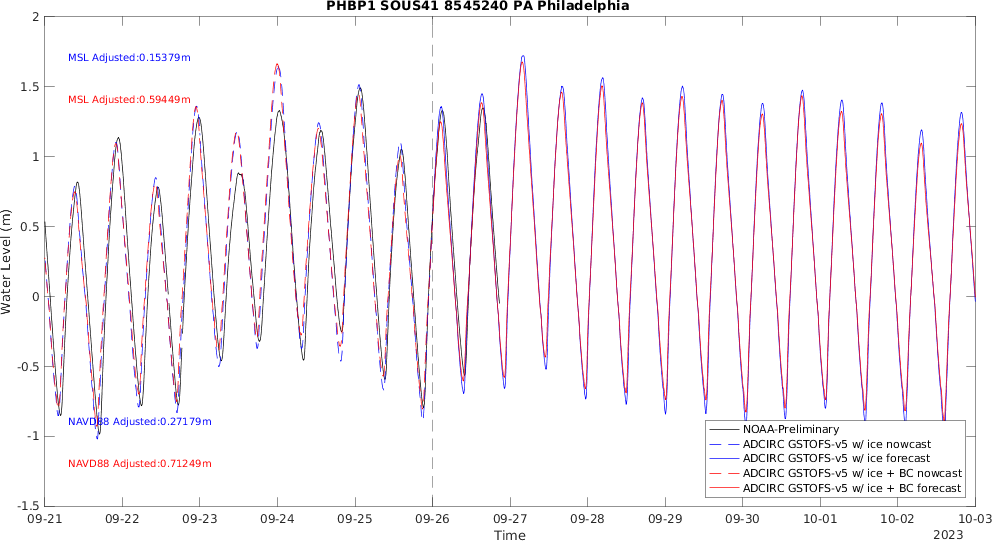 PHBP1 SOUS41 8545240 PA Philadelphia
2
1.5
1
0.5
0
-0.5
-1
-1.5
Water Level (m)
MSL Adjusted:0.15379m
MSL Adjusted:0.59449m
NAVD88 Adjusted:0.27179m
NAVD88 Adjusted:0.71249m
NOAA-Preliminary
ADCIRC GSTOFS-v5 w/ ice nowcast
ADCIRC GSTOFS-v5 w/ ice forecast
ADCIRC GSTOFS-v5 w/ ice + BC nowcast
ADCIRC GSTOFS-v5 w/ ice + BC forecast
09-21 09-22 09-23 09-24 09-25 09-26 09-27 09-28 09-29 09-30 10-01 10-02 10-03
Time
2023